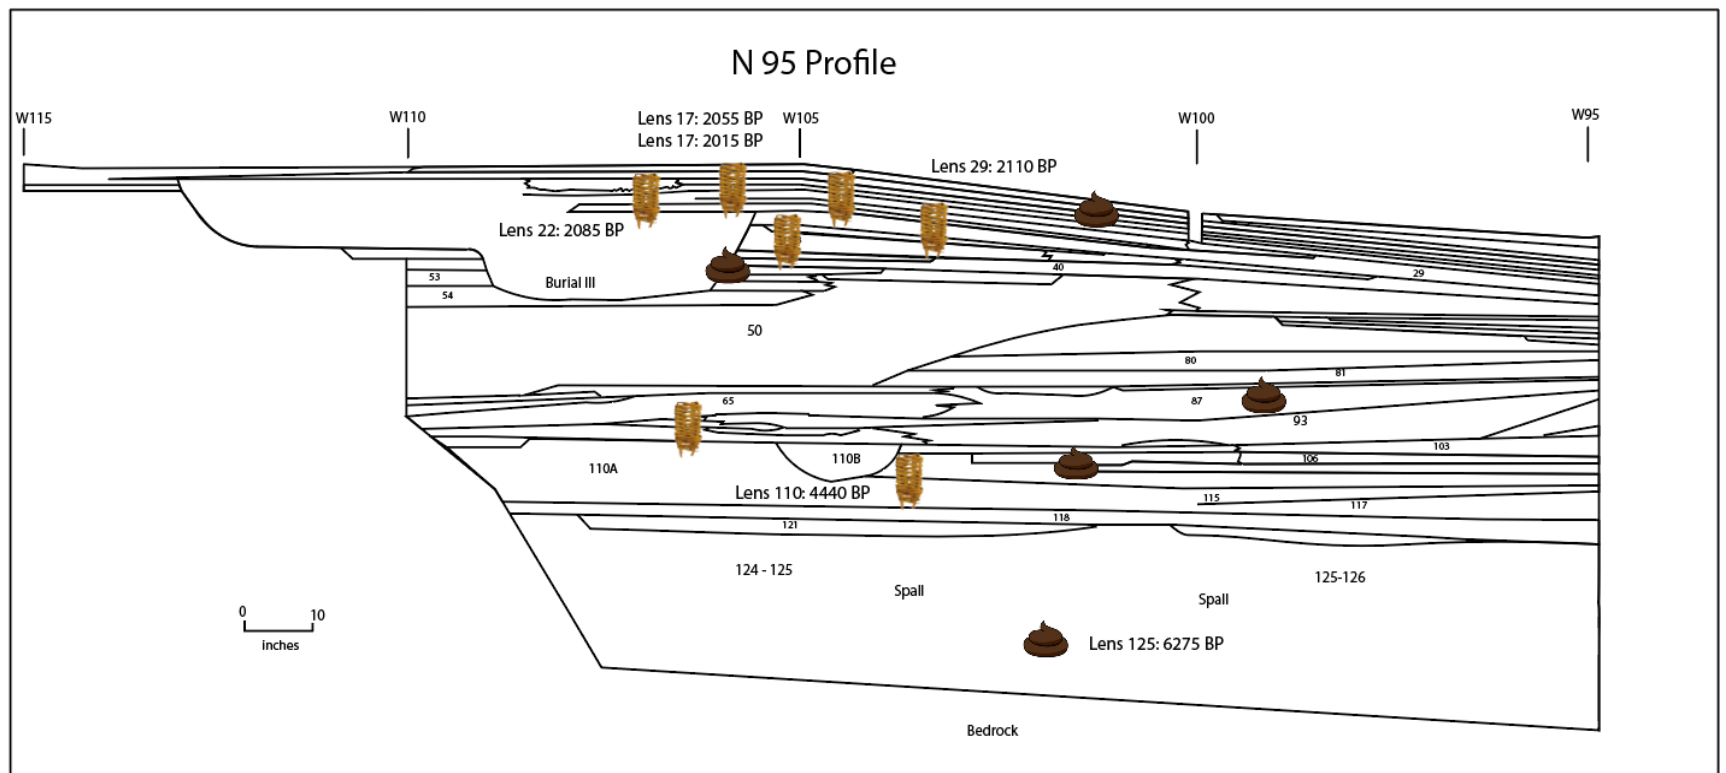 N 95 Profile
W115
W110
Lens 17: 2055 BP
Lens 17: 2015 BP
W105
W100
W95
Lens 29: 2110 BP
Lens 22: 2085 BP
53
54
Burial III
40
29
50
80
81
65
87
93
103
110A
110B
106
Lens 110: 4440 BP
115
117
118
121
124 - 125
125-126
Spall
Spall
0 10
inches
Lens 125: 6275 BP
Bedrock